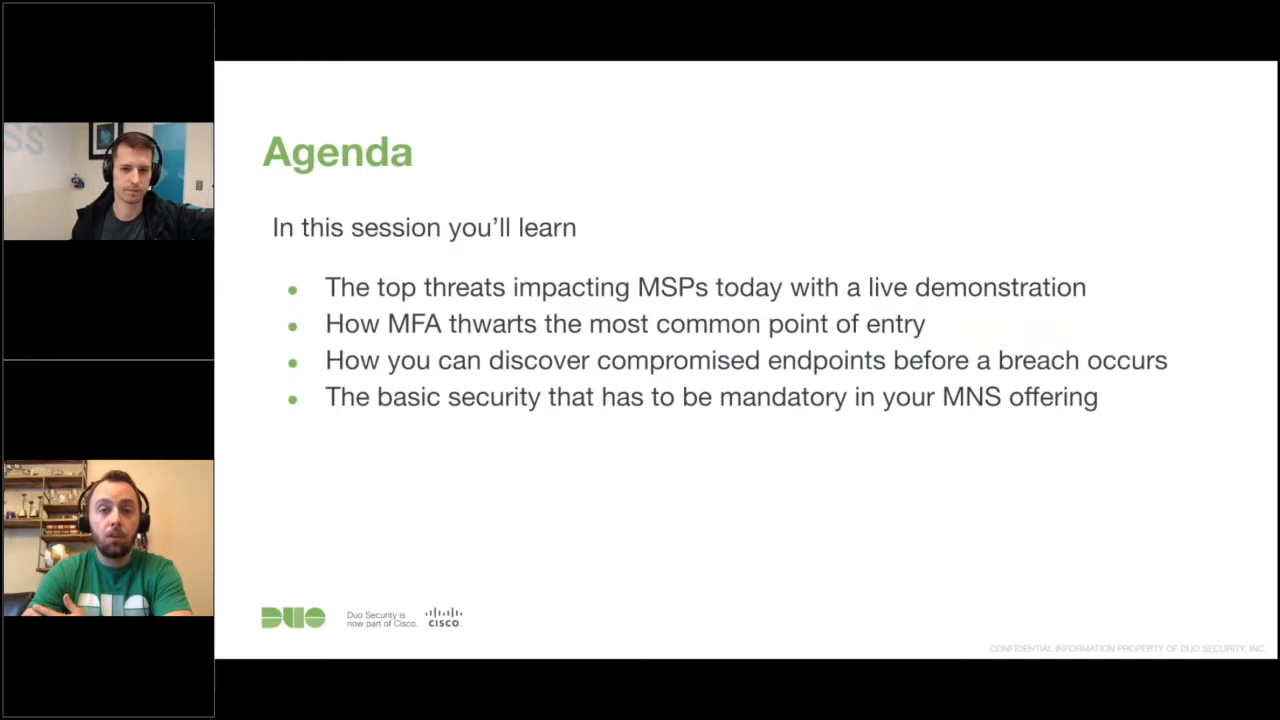 SS
Agenda
In this session you’ll learn
• The top threats impacting MSPs today with a live demonstration
• How MFA thwarts the most common point of entry
• How you can discover compromised endpoints before a breach occurs
• The basic security that has to be mandatory in your MNS offering
DUO
DUO
Duo Security is
now part of Cisco.
CISCO
CONFIDENTIAL INFORMATION PROPERTY OF DUO SECURITY, INC.